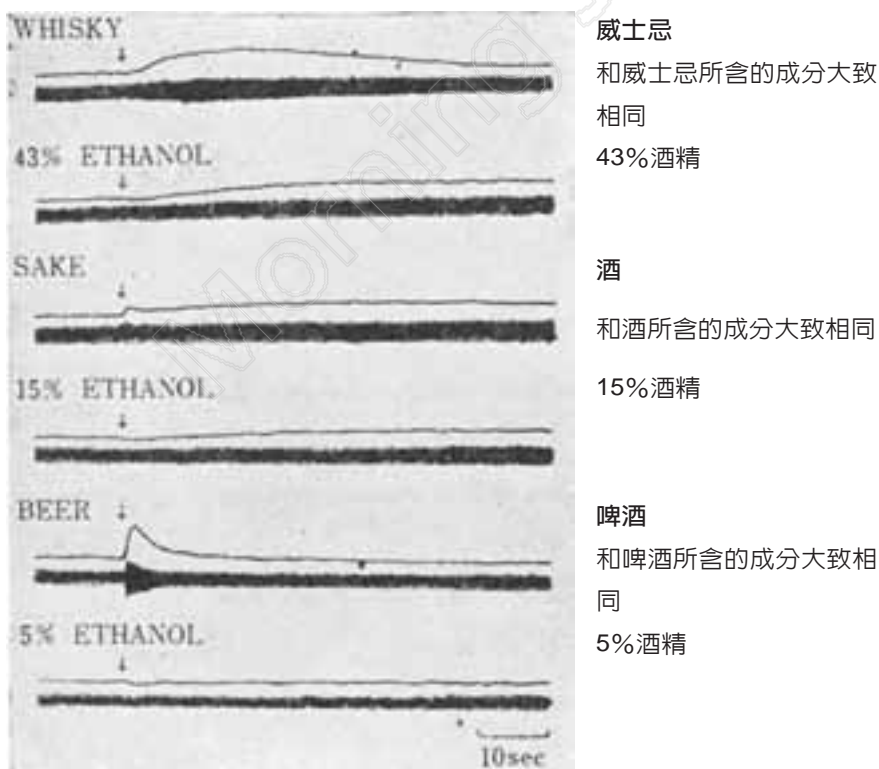 WHISKY
43% ETHANOL
SAKE
15% ETHANOL
BEER
5% ETHANOL
10sec
威士忌
和威士忌所含的成分大致
相同
43%酒精
酒
和酒所含的成分大致相同
15%酒精
啤酒
和啤酒所含的成分大致相
同
5%酒精
Morning